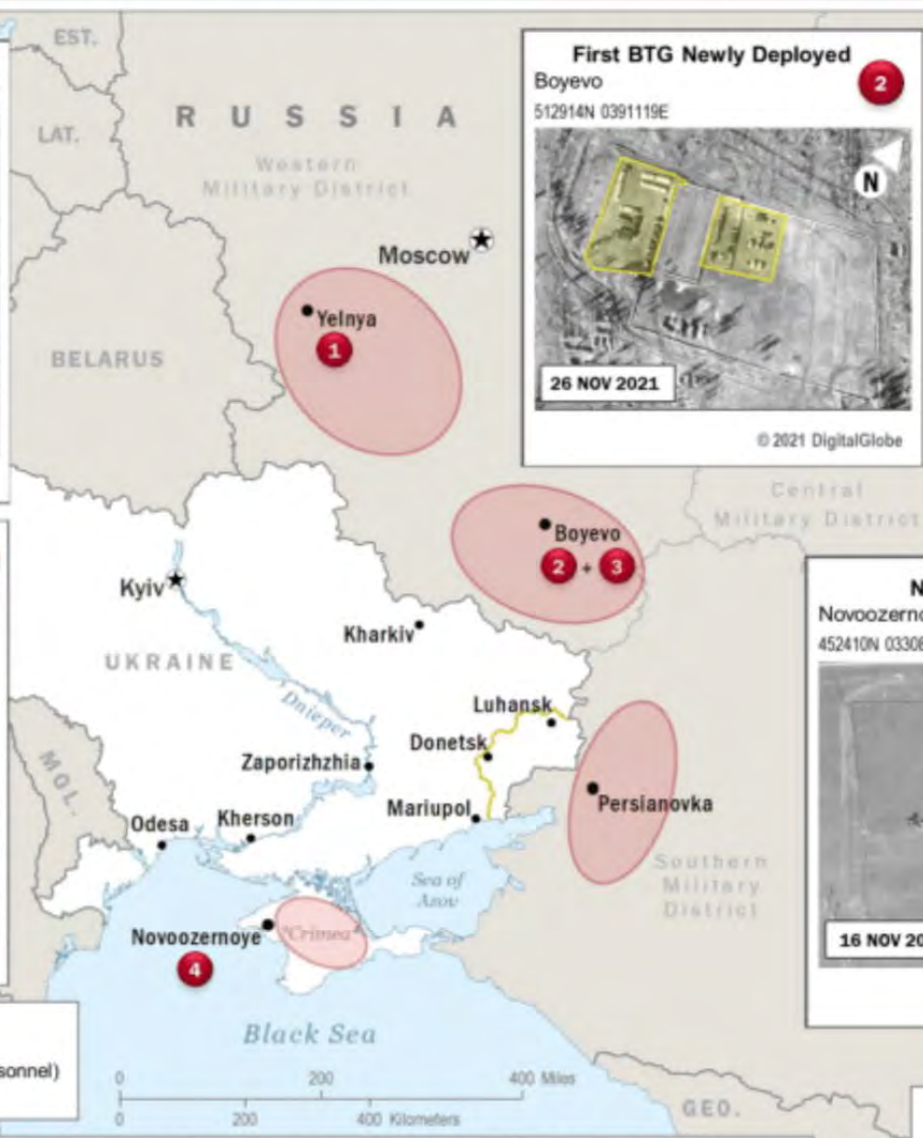 EST.
LAT.
RUSSIA
Western
Military District
Moscow
BELARUS
Yelnya
1
First BTG Newly Deployed
Boyevo
2
512914N 0391119E
N
26 NOV 2021
© 2021 DigitalGlobe
Central
Military District
Boyevo
2 + 3
Kyiv
Kharkiv
UKRAINE
Dnieper
Luhansk
Donetsk
Zaporizhzhia
MOL.
Mariupol
Persianovka
Odesa
Kherson
Sea of
Azov
Southern
Military
District
Novoozernoye
"Crimea"
4
Black Sea
N
Novoozerno
452410N 03308
16 NOV 20
sonnel)
0 200 400 Miles
0 200 400 Kilometers
GEO.